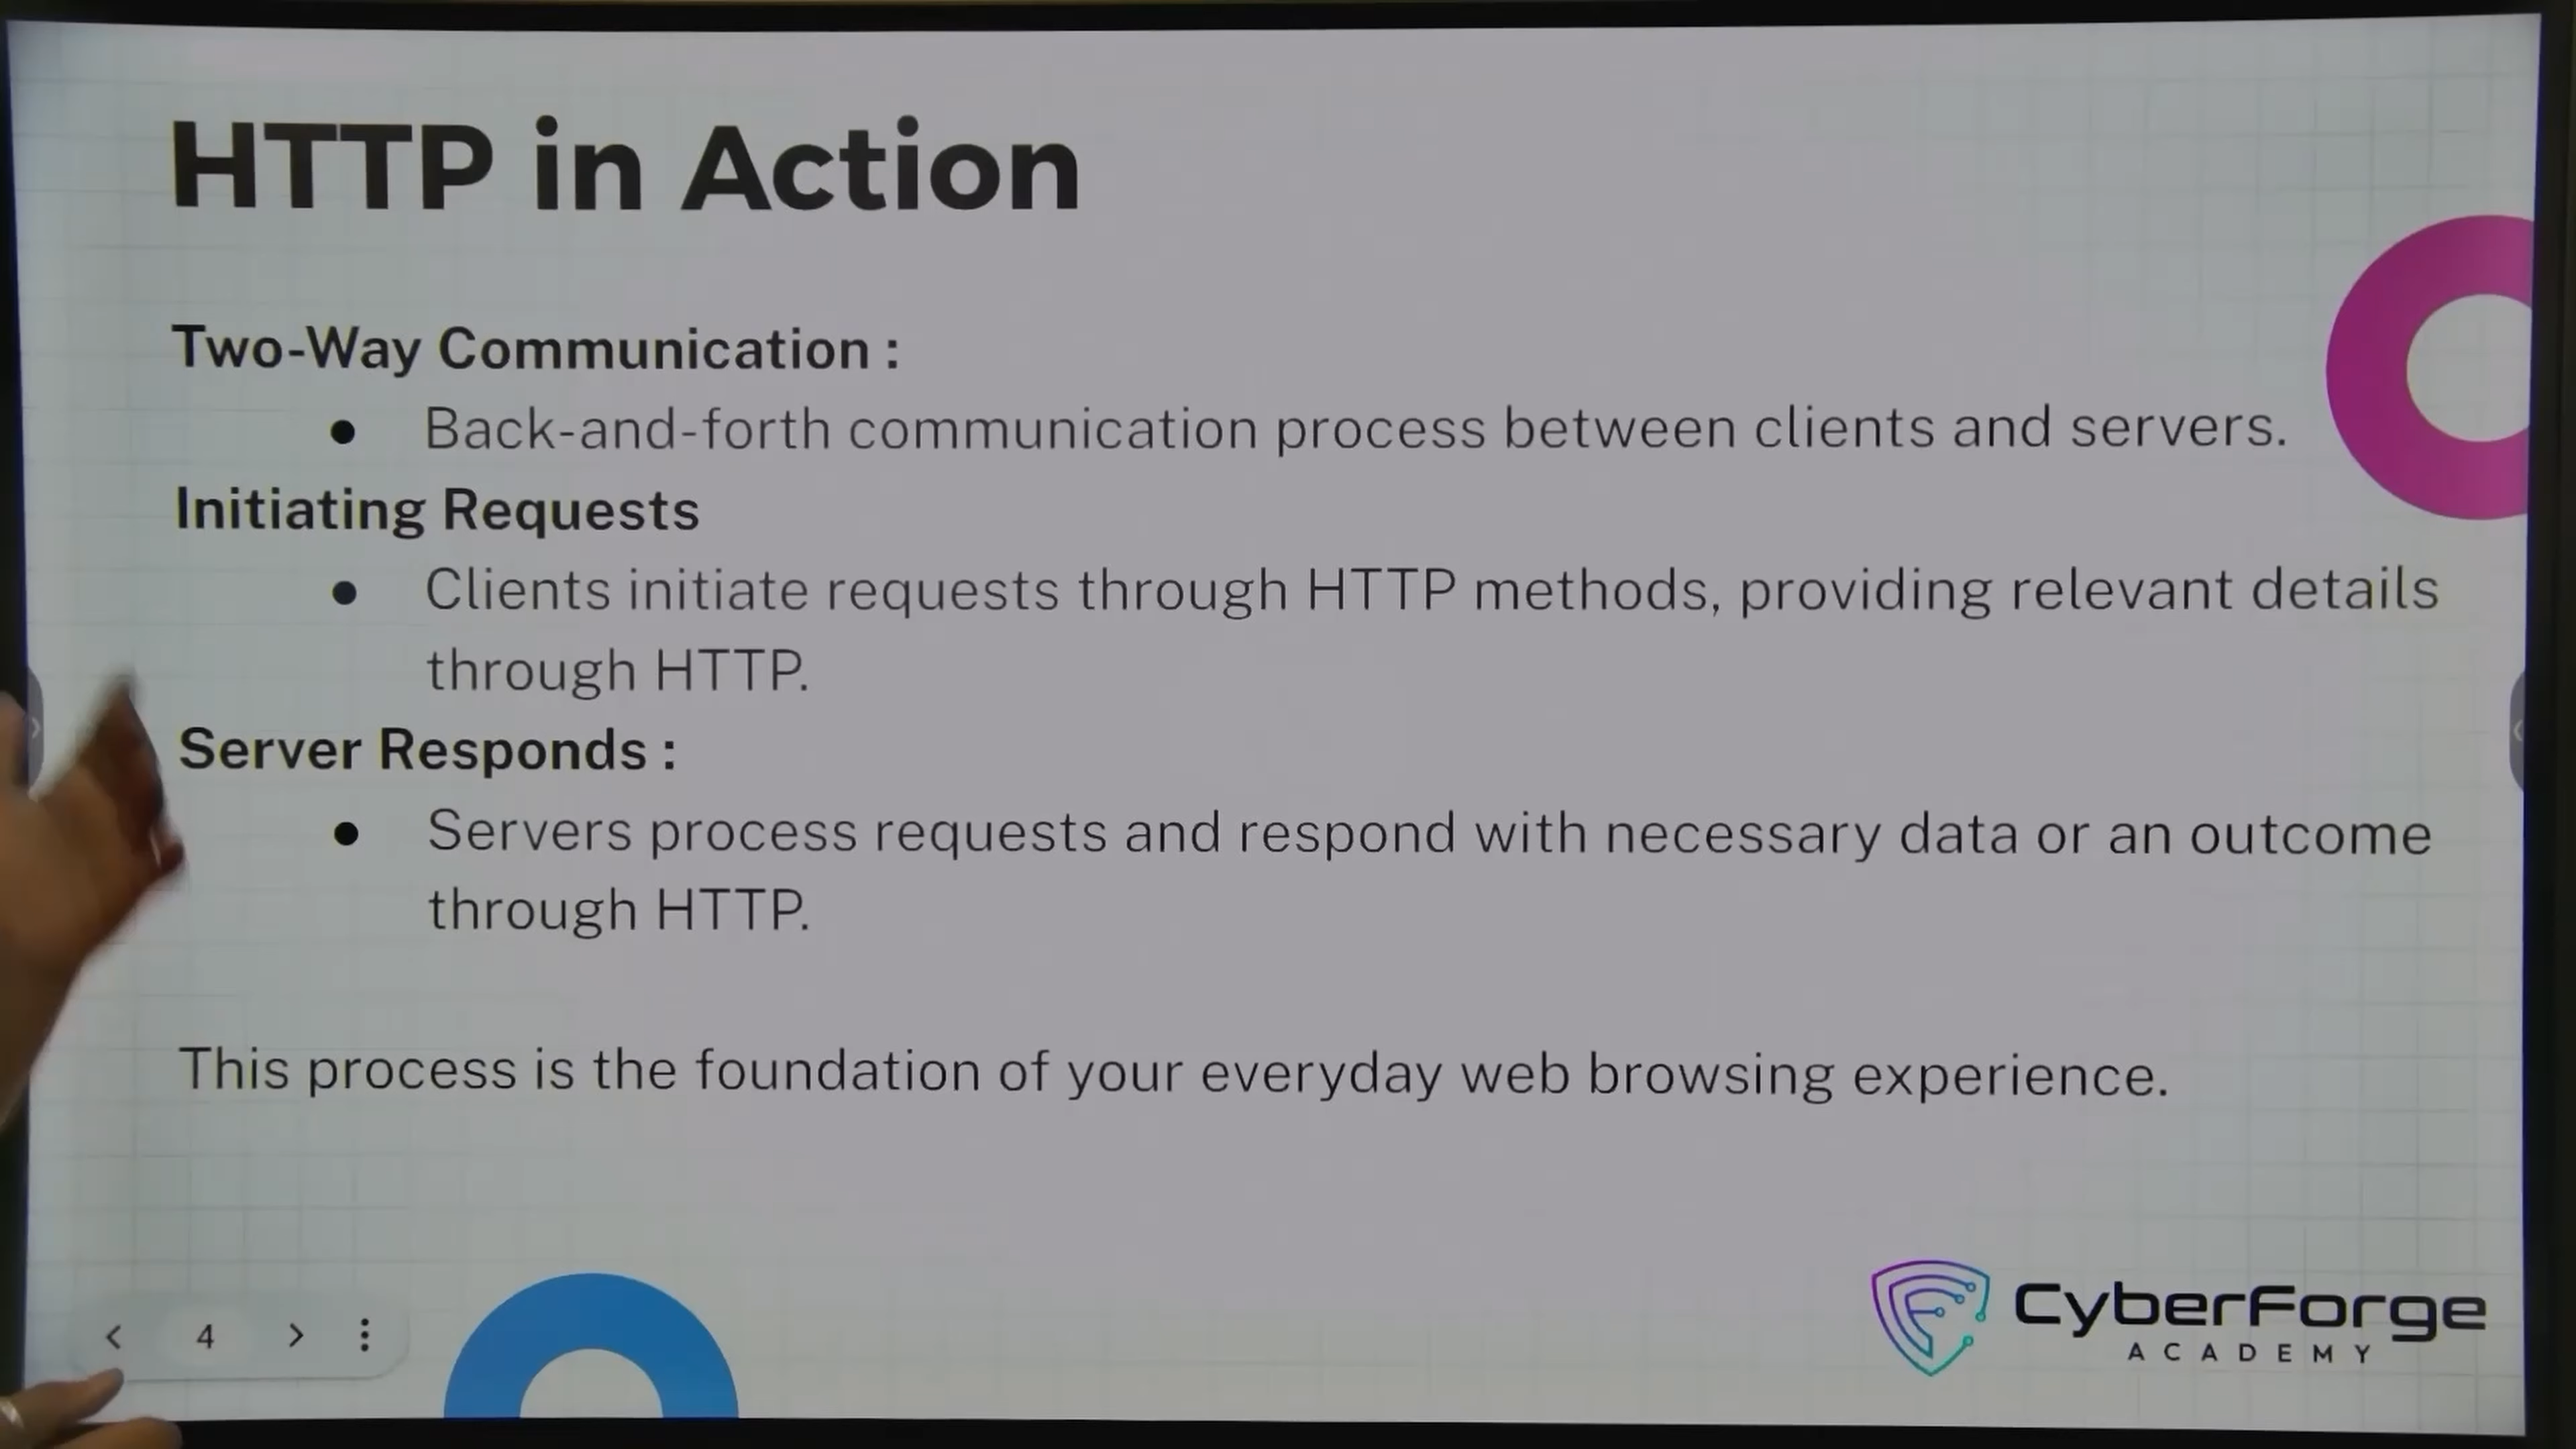 HTTP in Action
Two-Way Communication :
● Back-and-forth communication process between clients and servers.
Initiating Requests
● Clients initiate requests through HTTP methods, providing relevant details
through HTTP.
Server Responds :
● Servers process requests and respond with necessary data or an outcome
through HTTP.
This process is the foundation of your everyday web browsing experience.
4
CyberForge
ACADEMY